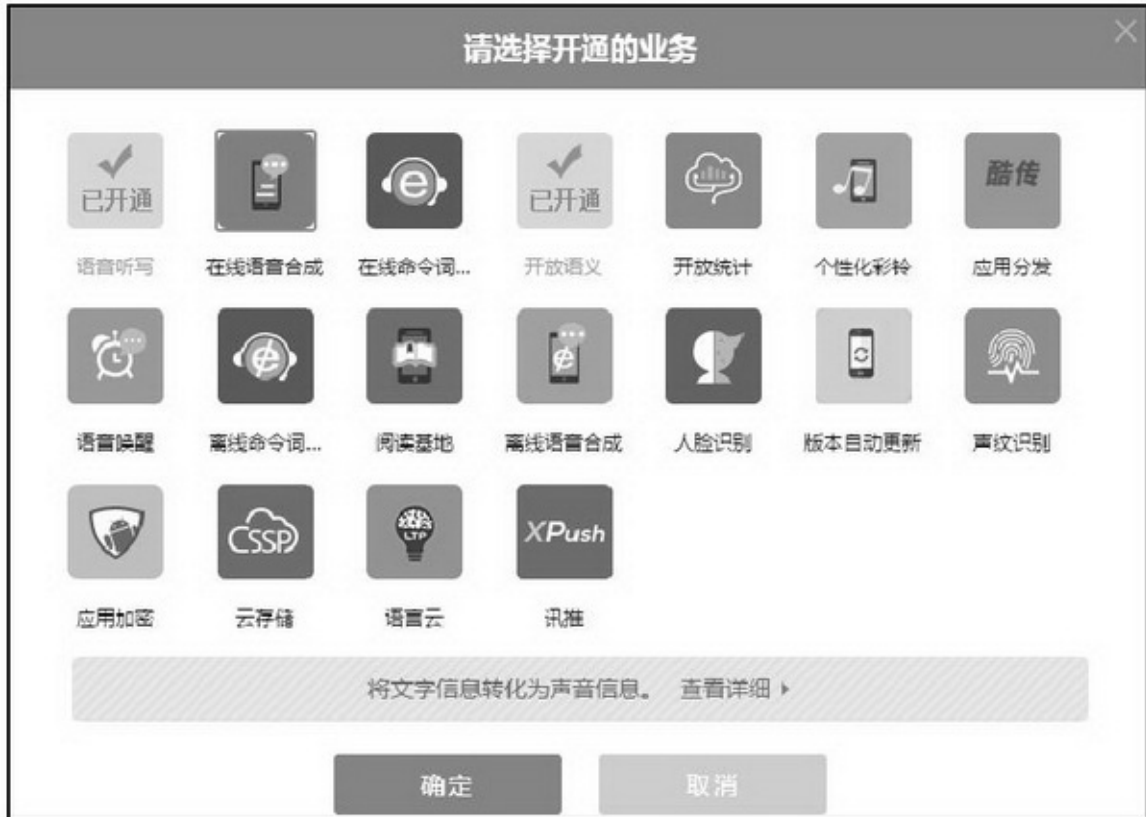 请选择开通的业务
已开通 已开通 酷传
语音听写 在线语音合成 在线命令词... 开放语义 开放统计 个性化彩铃 应用分发
语音唤醒 离线命令词... 阅读基地 离线语音合成 人脸识别 版本自动更新 声纹识别
CSSP LTP XPush
应用加密 云存储 语言云 讯推
将文字信息转化为声音信息。 查看详细
确定 取消